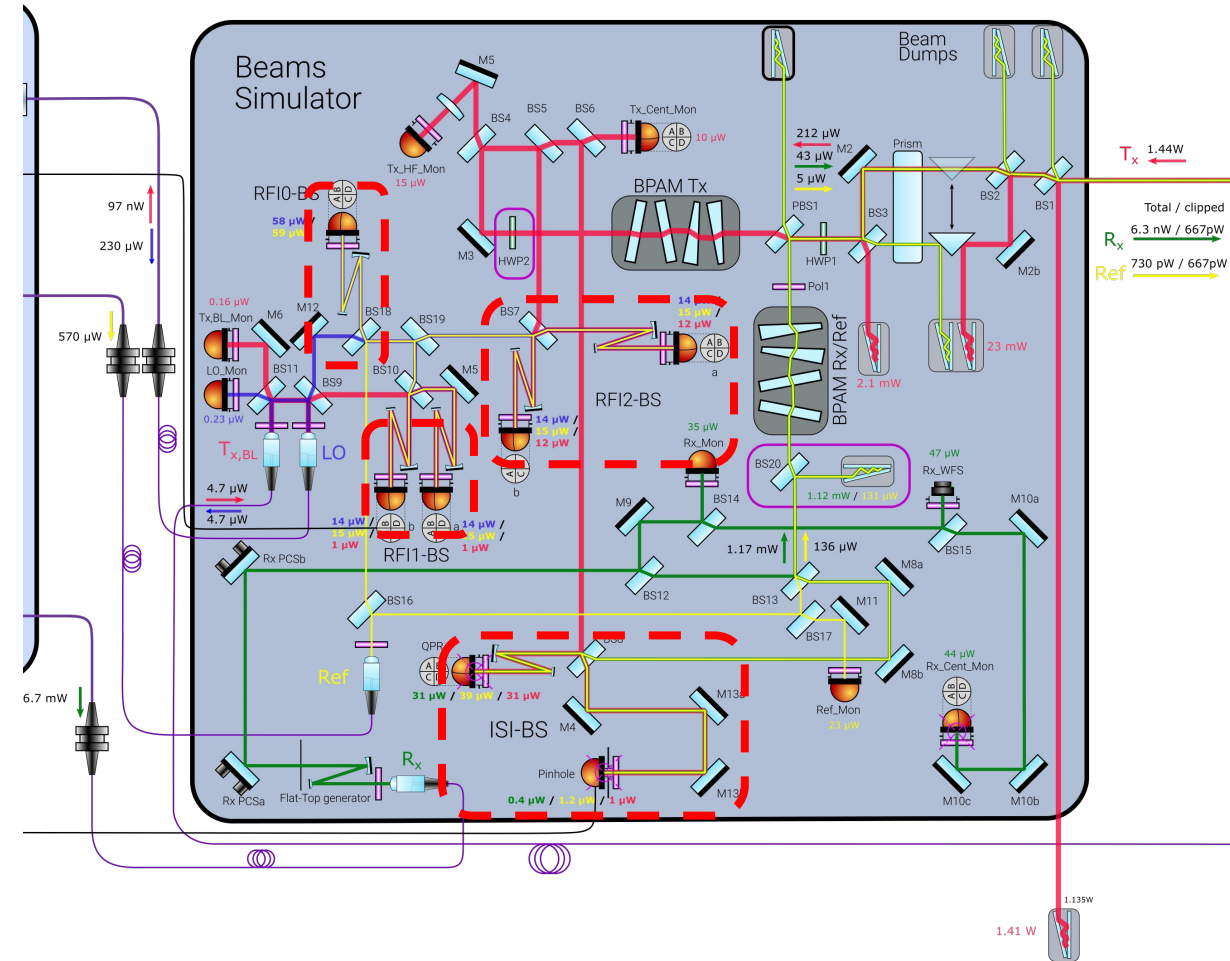 Beams
Simulator
Beam
Dumps
M5
BS4
BS5
BS6
Tx_Cent_Mon
A B
C D
10 µW
Tx_HF_Mon
15 µW
212 µW
43 µW
5 µW
M2
Prism
BS2
BS1
Tx
1.44W
Total / clipped
Rx
6.3 nW / 667pW
Ref
730 pW / 667pW
97 nW
230 µW
RFI0-BS
A B
C D
58 µW /
59 µW
BPAM Tx
PBS1
HWP1
BS3
M3
HWP2
M2b
Pol1
570 µW
0.16 µW
Tx,BL_Mon
M6
M12
BS18
BS19
BS7
14 µW /
15 µW /
12 µW
A B
C D
a
23 mW
2.1 mW
BPAM Rx/Ref
LO_Mon
0.23 µW
BS11
BS9
BS10
M5
RFI2-BS
14 µW /
15 µW /
12 µW
A B
C D
b
Tx,BL
LO
4.7 µW
4.7 µW
35 µW
Rx_Mon
BS20
1.12 mW / 131 µW
47 µW
Rx_WFS
14 µW /
15 µW /
1 µW
A B
C D
b
A B
C D
a
14 µW /
15 µW /
1 µW
RFI1-BS
M9
BS14
M10a
BS15
1.17 mW
136 µW
Rx PCSb
BS12
BS13
M8a
BS16
M11
BS17
QPR
A B
C D
31 µW / 39 µW / 31 µW
M8b
44 µW
Rx_Cent_Mon
A B
C D
Ref
6.7 mW
ISI-BS
M4
M13a
Ref_Mon
23 µW
Rx
Pinhole
Rx PCSa
Flat-Top generator
0.4 µW / 1.2 µW / 1 µW
M10c
M10b
1.135W
1.41 W